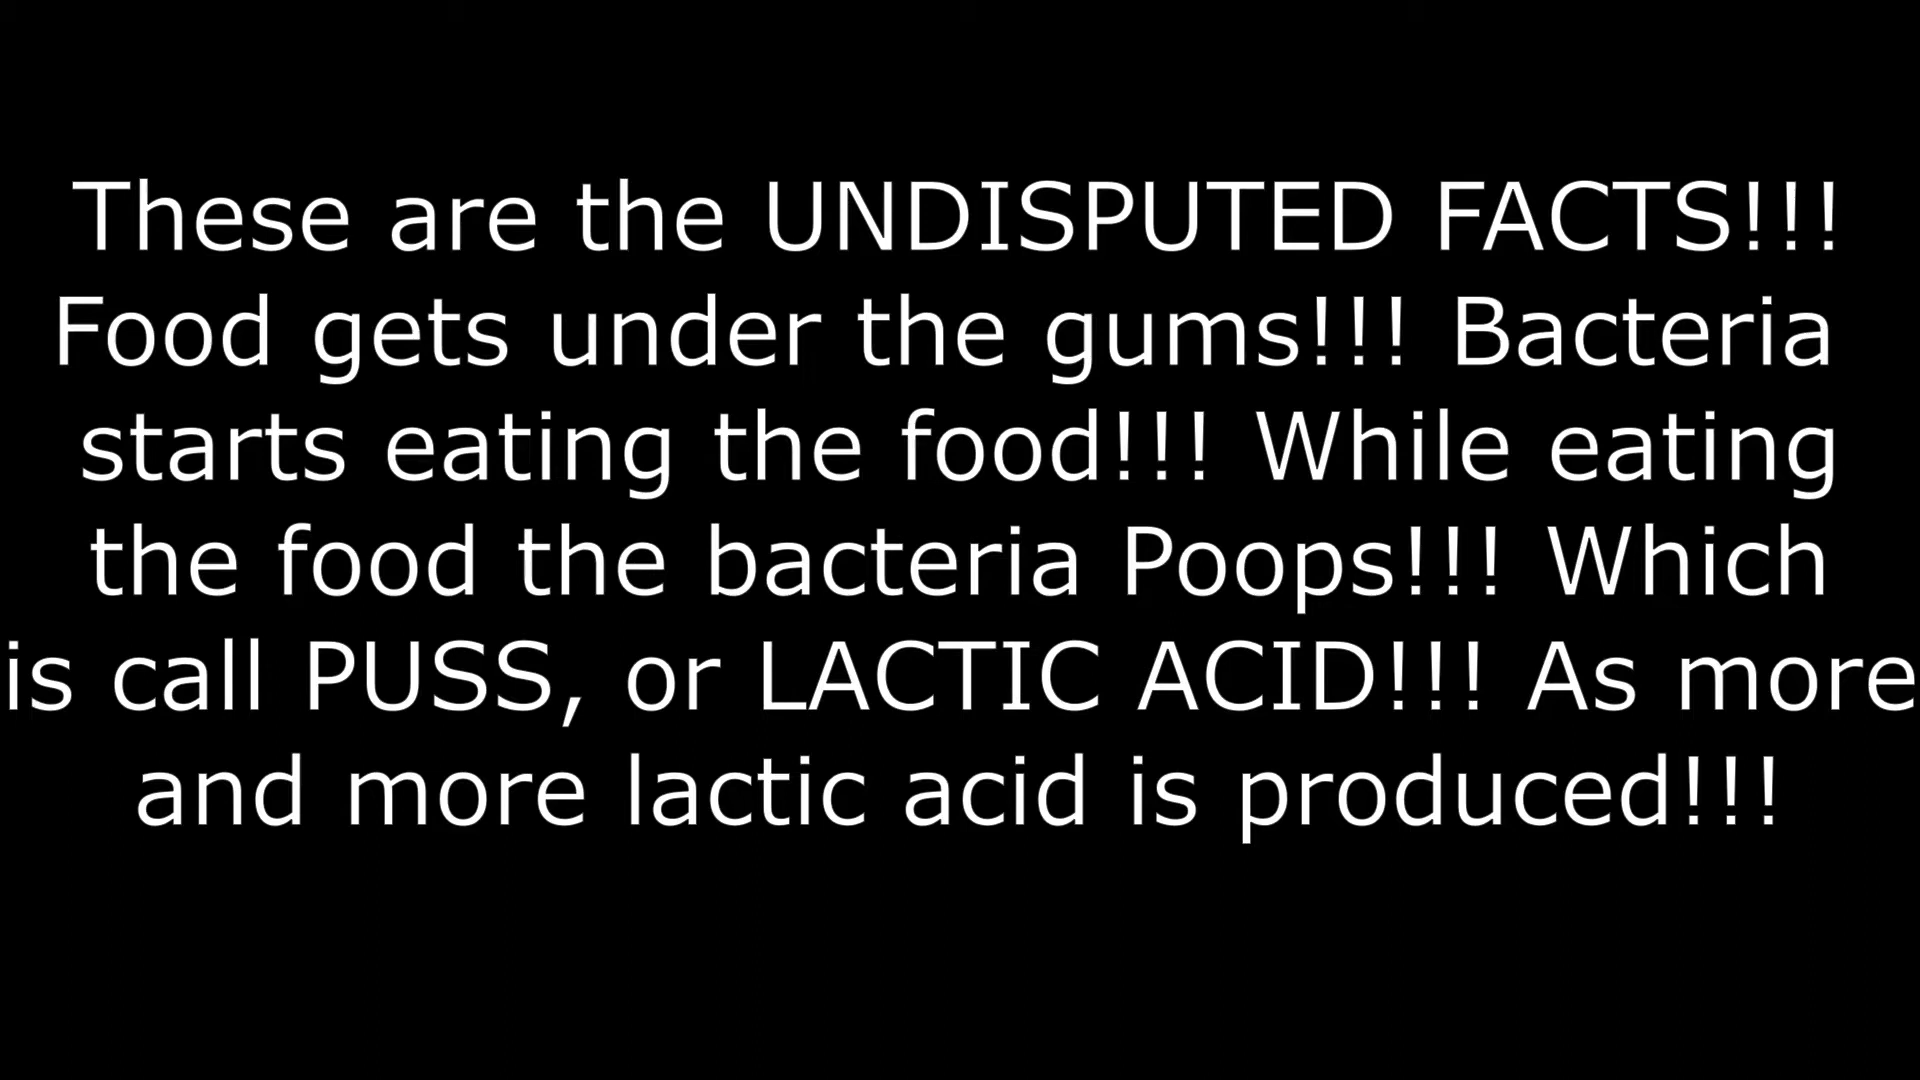 These are the UNDISPUTED FACTS!!!
Food gets under the gums!!! Bacteria
starts eating the food!!! While eating
the food the bacteria Poops!!! Which
is call PUSS, or LACTIC ACID!!! As more
and more lactic acid is produced!!!